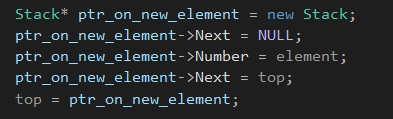 Stack* ptr_on_new_element = new Stack;
ptr_on_new_element->Next = NULL;
ptr_on_new_element->Number = element;
ptr_on_new_element->Next = top;
top = ptr_on_new_element;